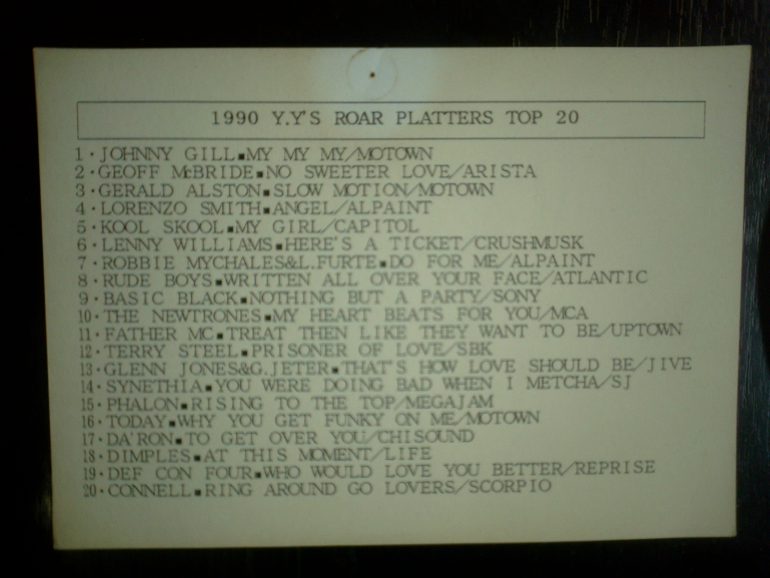 1990 Y.Y'S ROAR PLATTERS TOP 20
1・JOHNNY GILL■MY MY MY/MOTOWN
2・GEOFF McBRIDE■NO SWEETER LOVE/ARISTA
3・GERALD ALSTON■SLOW MOTION/MOTOWN
4・LORENZO SMITH■ANGEL/ALPAINT
5・KOOL SKOOL■MY GIRL/CAPITOL
6・LENNY WILLIAMS■HERE'S A TICKET/CRUSHMUSK
7・ROBBIE MYCHALES&L.FURTE■DO FOR ME/ALPAINT
8・RUDE BOYS■WRITTEN ALL OVER YOUR FACE/ATLANTIC
9・BASIC BLACK■NOTHING BUT A PARTY/SONY
10・THE NEWTRONES■MY HEART BEATS FOR YOU/MCA
11・FATHER MC■TREAT THEN LIKE THEY WANT TO BE/UPTOWN
12・TERRY STEEL■PRISONER OF LOVE/SBK
13・GLENN JONES&G.JETER■THAT'S HOW LOVE SHOULD BE/JIVE
14・SYNETHIA■YOU WERE DOING BAD WHEN I METCHA/SJ
15・PHALON■RISING TO THE TOP/MEGAJAM
16・TODAY■WHY YOU GET FUNKY ON ME/MOTOWN
17・DA'RON■TO GET OVER YOU/CHISOUND
18・DIMPLES■AT THIS MOMENT/LIFE
19・DEF CON FOUR■WHO WOULD LOVE YOU BETTER/REPRISE
20・CONNELL■RING AROUND GO LOVERS/SCORPIO